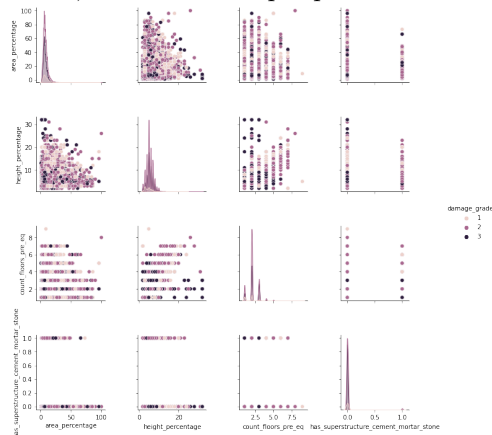 100
80
60
40
20
0
area_percentage
30
20
10
height_percentage
damage_grade
1
2
3
8
6
4
2
count_floors_pre_eq
1.0
0.8
0.6
0.4
0.2
0.0
as_superstructure_cement_mortar_stone
0 50 100
0 20
2.5 5.0 7.5
0.0 0.5 1.0
area_percentage
height_percentage
count_floors_pre_eq
has_superstructure_cement_mortar_stone